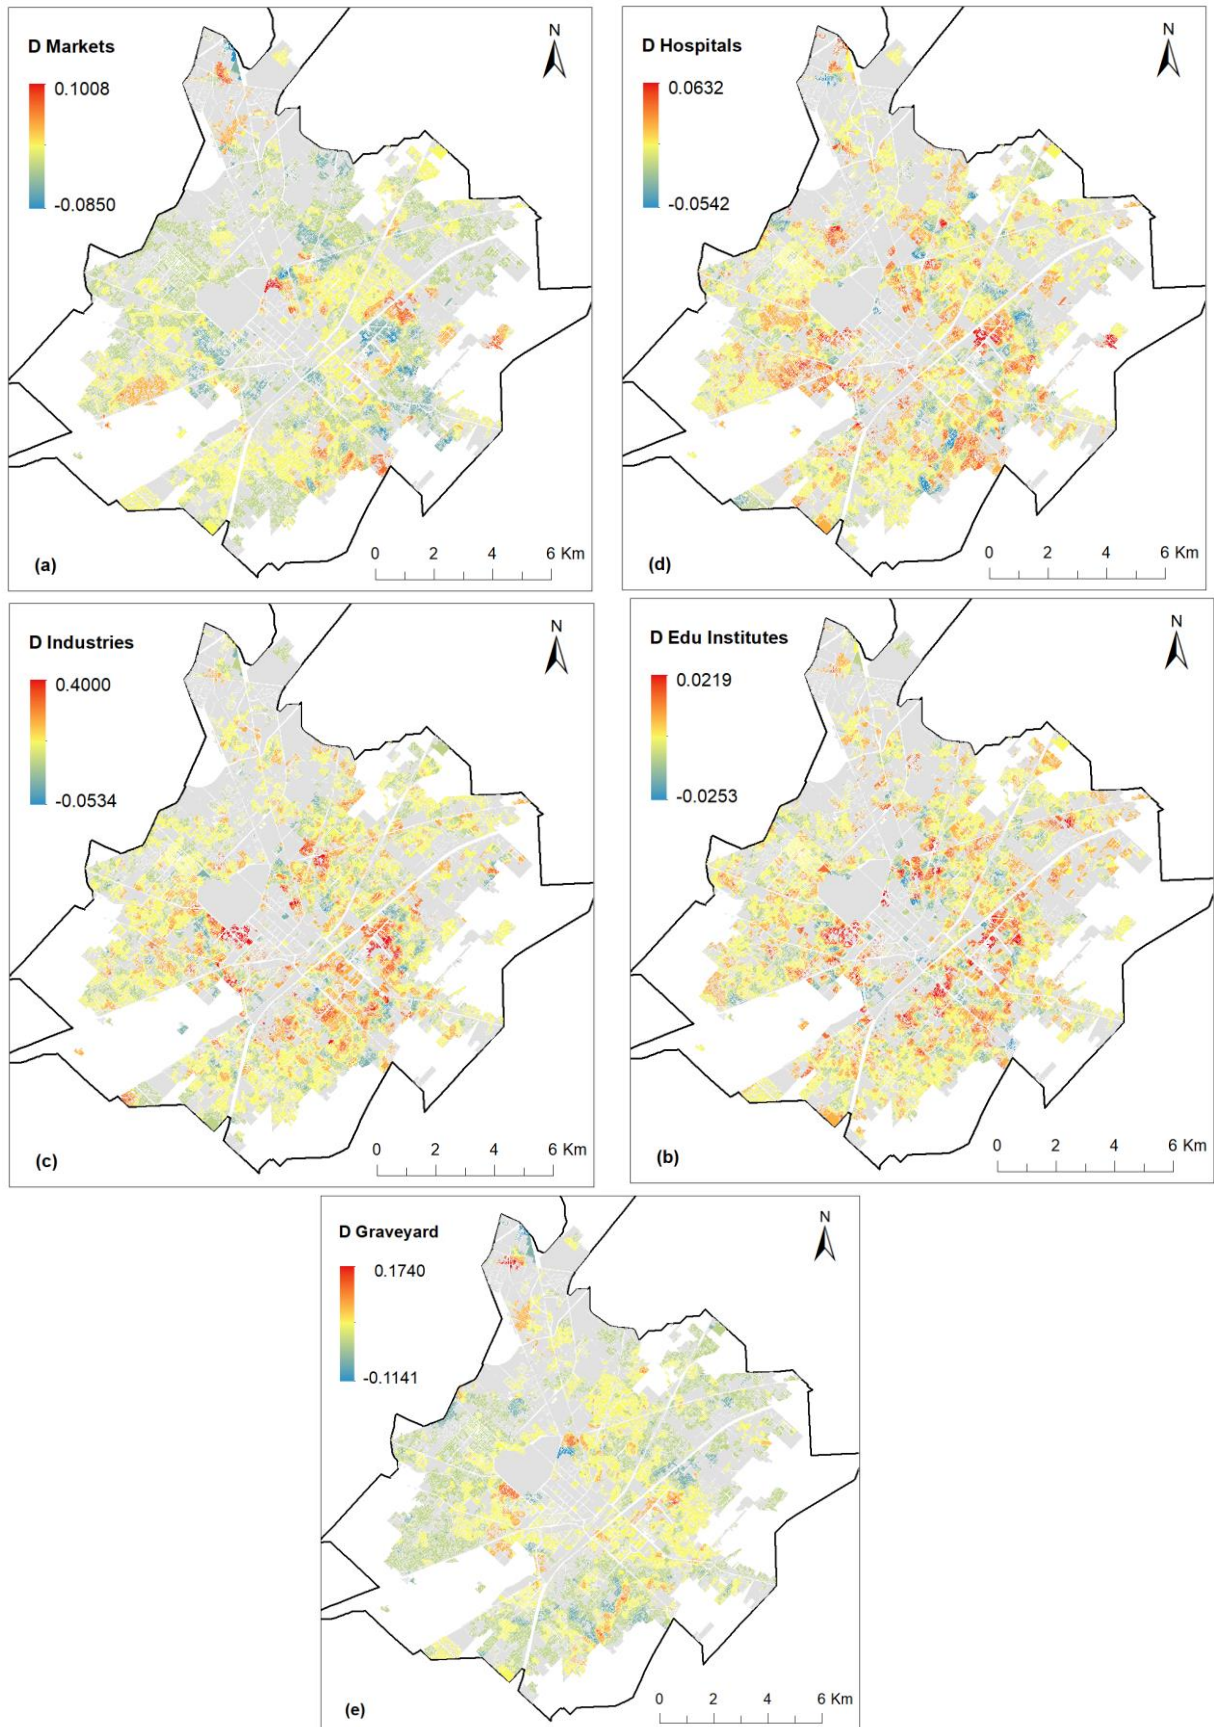 D Markets
N
0.1008
-0.0850
0 2 4 6 Km
(a)
D Hospitals
N
0.0632
-0.0542
0 2 4 6 Km
(d)
D Industries
N
0.4000
-0.0534
0 2 4 6 Km
(c)
D Edu Institutes
N
0.0219
-0.0253
0 2 4 6 Km
(b)
D Graveyard
N
0.1740
-0.1141
0 2 4 6 Km
(e)